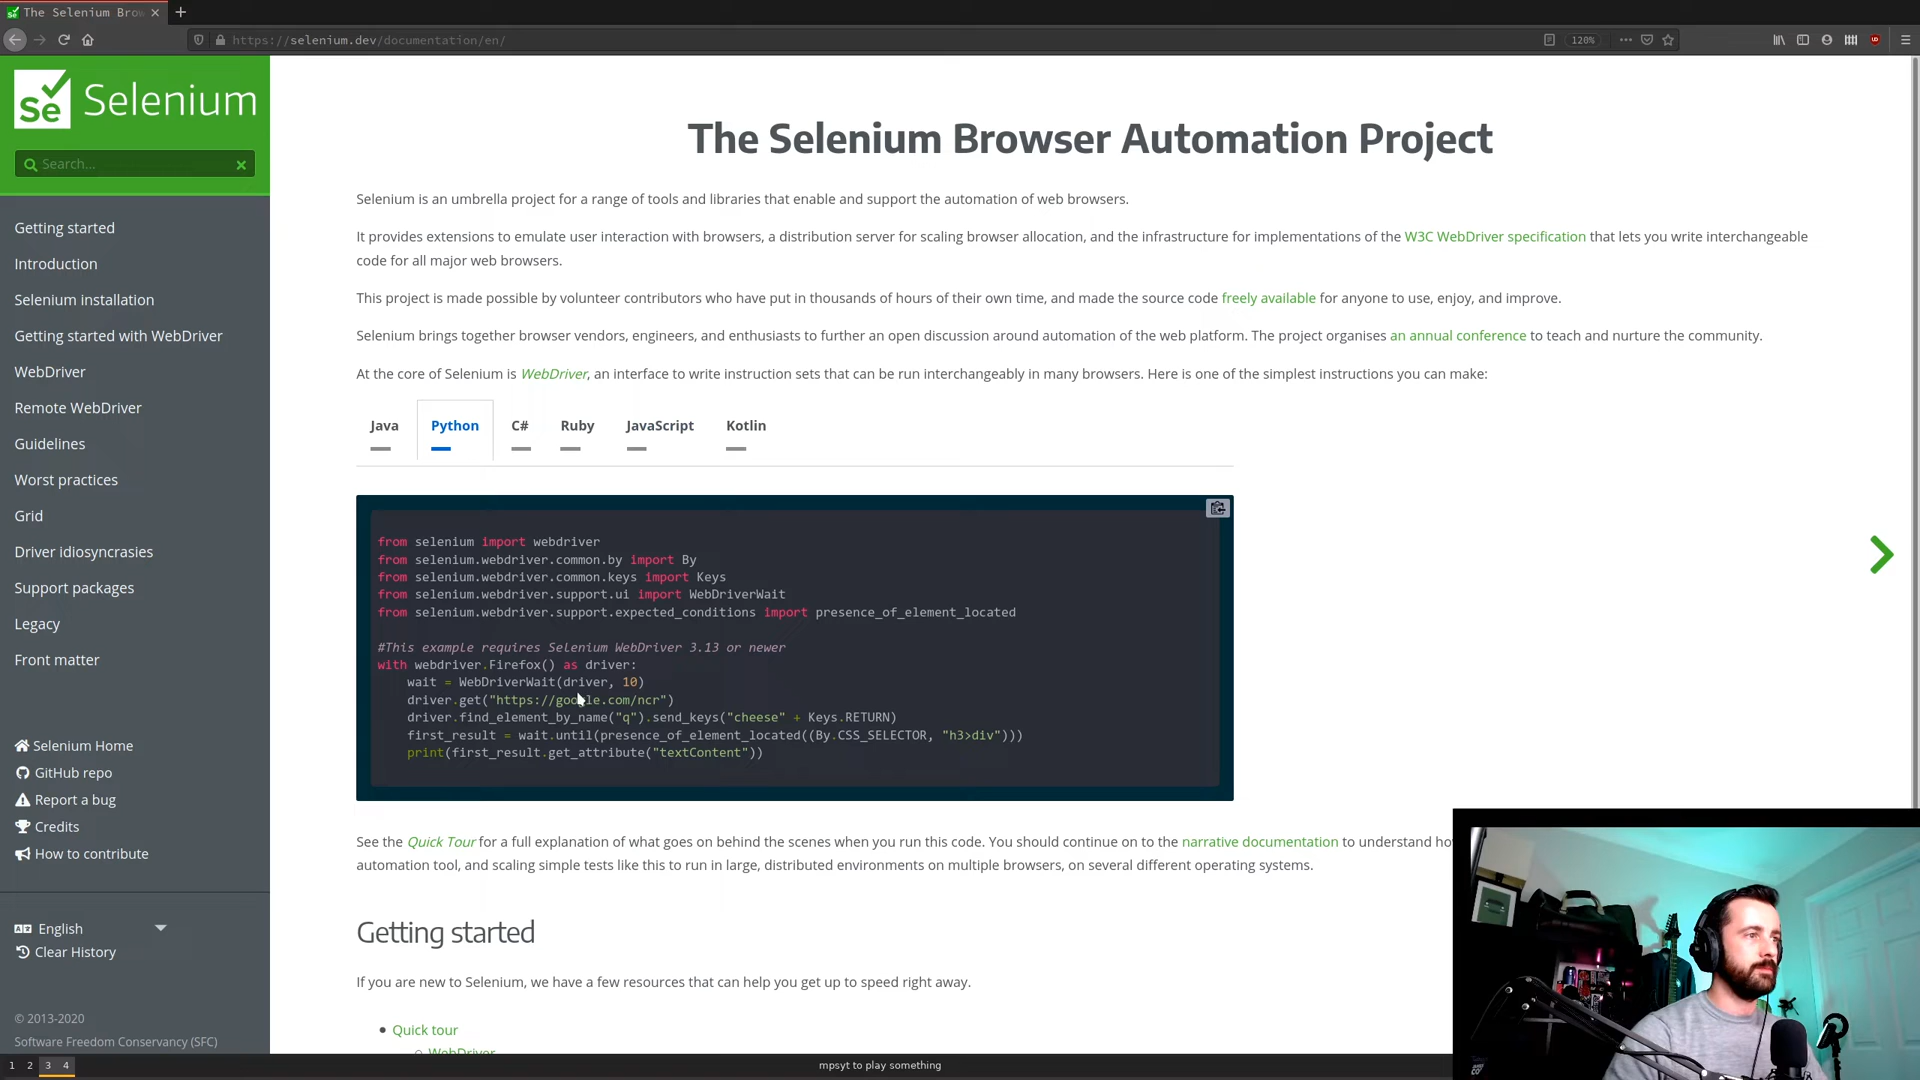 The Selenium Brow
https://selenium.dev/documentation/en/
120%
Se Selenium
Search...
Getting started
Introduction
Selenium installation
Getting started with WebDriver
WebDriver
Remote WebDriver
Guidelines
Worst practices
Grid
Driver idiosyncrasies
Support packages
Legacy
Front matter
Selenium Home
GitHub repo
Report a bug
Credits
How to contribute
English
Clear History
© 2013-2020
Software Freedom Conservancy (SFC)
The Selenium Browser Automation Project
Selenium is an umbrella project for a range of tools and libraries that enable and support the automation of web browsers.
It provides extensions to emulate user interaction with browsers, a distribution server for scaling browser allocation, and the infrastructure for implementations of the W3C WebDriver specification that lets you write interchangeable
code for all major web browsers.
This project is made possible by volunteer contributors who have put in thousands of hours of their own time, and made the source code freely available for anyone to use, enjoy, and improve.
Selenium brings together browser vendors, engineers, and enthusiasts to further an open discussion around automation of the web platform. The project organises an annual conference to teach and nurture the community.
At the core of Selenium is WebDriver, an interface to write instruction sets that can be run interchangeably in many browsers. Here is one of the simplest instructions you can make:
Java Python C# Ruby JavaScript Kotlin
from selenium import webdriver
from selenium.webdriver.common.by import By
from selenium.webdriver.common.keys import Keys
from selenium.webdriver.support.ui import WebDriverWait
from selenium.webdriver.support.expected_conditions import presence_of_element_located
#This example requires Selenium WebDriver 3.13 or newer
with webdriver.Firefox() as driver:
wait = WebDriverWait(driver, 10)
driver.get("https://google.com/ncr")
driver.find_element_by_name("q").send_keys("cheese" + Keys.RETURN)
first_result = wait.until(presence_of_element_located((By.CSS_SELECTOR, "h3>div")))
print(first_result.get_attribute("textContent"))
See the Quick Tour for a full explanation of what goes on behind the scenes when you run this code. You should continue on to the narrative documentation to understand ho
automation tool, and scaling simple tests like this to run in large, distributed environments on multiple browsers, on several different operating systems.
Getting started
If you are new to Selenium, we have a few resources that can help you get up to speed right away.
Quick tour
WebDriver
1 2 3 4
mpsyt to play something